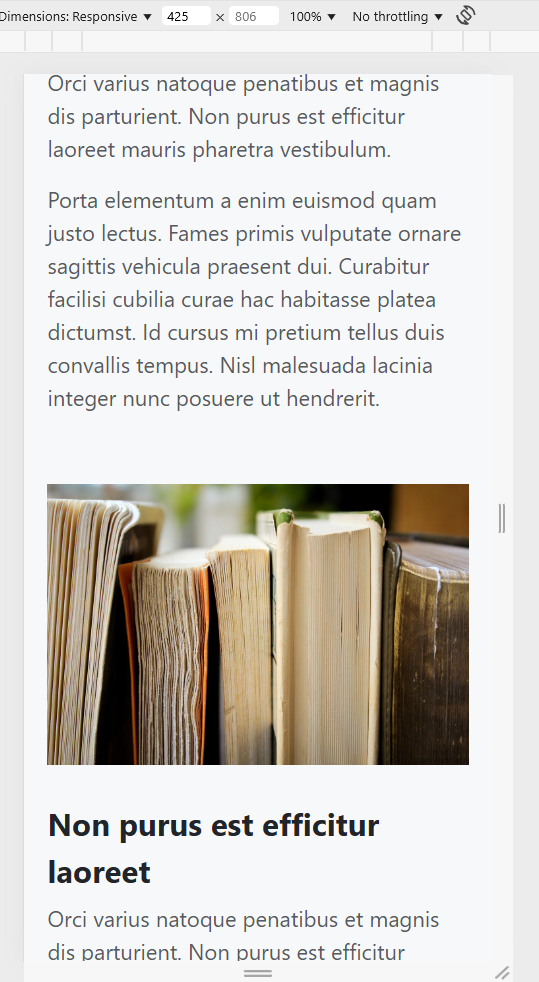 Dimensions: Responsive ▼ 425 × 806 100% ▼ No throttling ▼
Orci varius natoque penatibus et magnis
dis parturient. Non purus est efficitur
laoreet mauris pharetra vestibulum.
Porta elementum a enim euismod quam
justo lectus. Fames primis vulputate ornare
sagittis vehicula praesent dui. Curabitur
facilisi cubilia curae hac habitasse platea
dictumst. Id cursus mi pretium tellus duis
convallis tempus. Nisl malesuada lacinia
integer nunc posuere ut hendrerit.
Non purus est efficitur
laoreet
Orci varius natoque penatibus et magnis
dis parturient. Non purus est efficitur